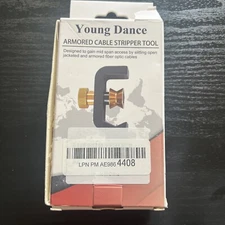 Young Dance
ARMORED CABLE STRIPPER TOOL
Designed to gain mid span access by slitting open
jacketed and armored fiber optic cables
LPN PM AE986 4408